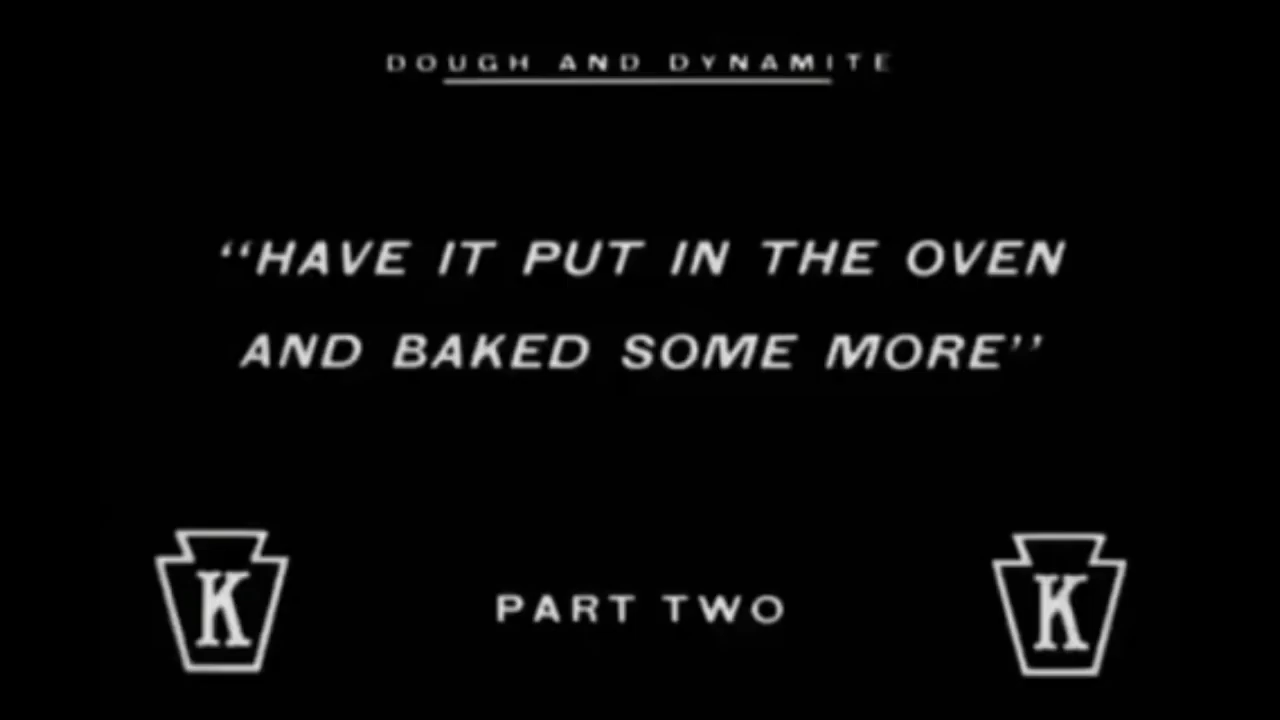 DOUGH AND DYNAMITE
“HAVE IT PUT IN THE OVEN
AND BAKED SOME MORE”
K PART TWO K